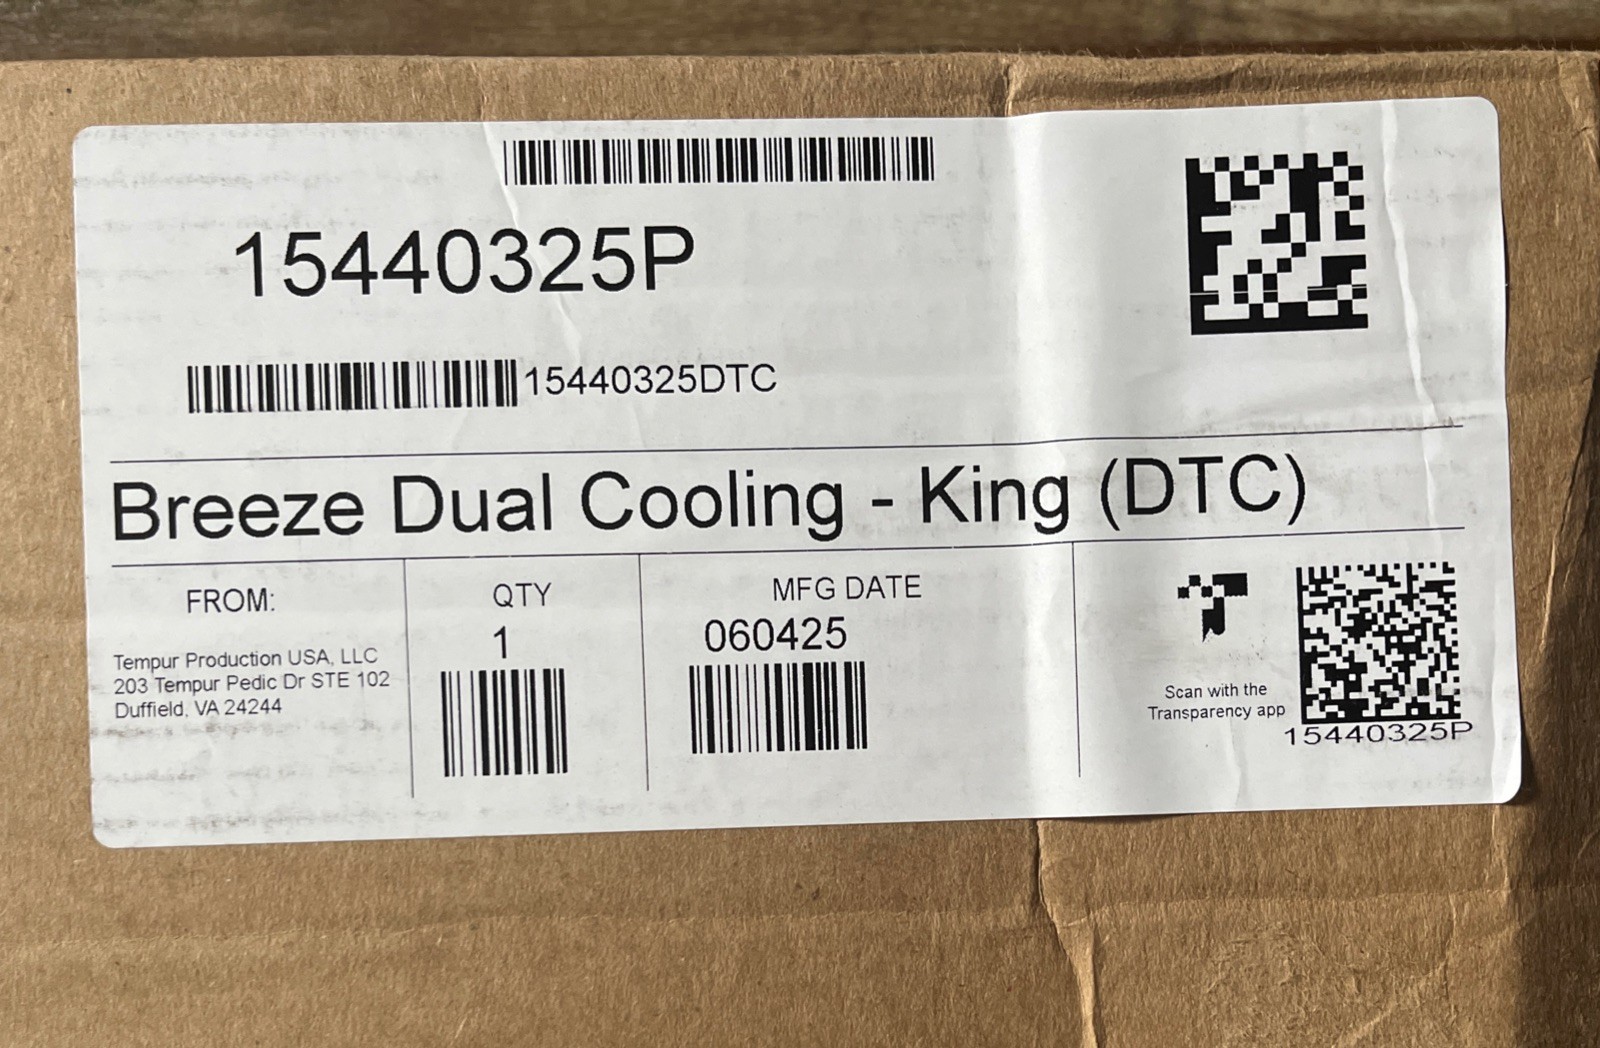 15440325P
15440325DTC
Breeze Dual Cooling - King (DTC)
FROM:
Tempur Production USA, LLC
203 Tempur Pedic Dr STE 102
Duffield, VA 24244
QTY
1
MFG DATE
060425
Scan with the
Transparency app
15440325P